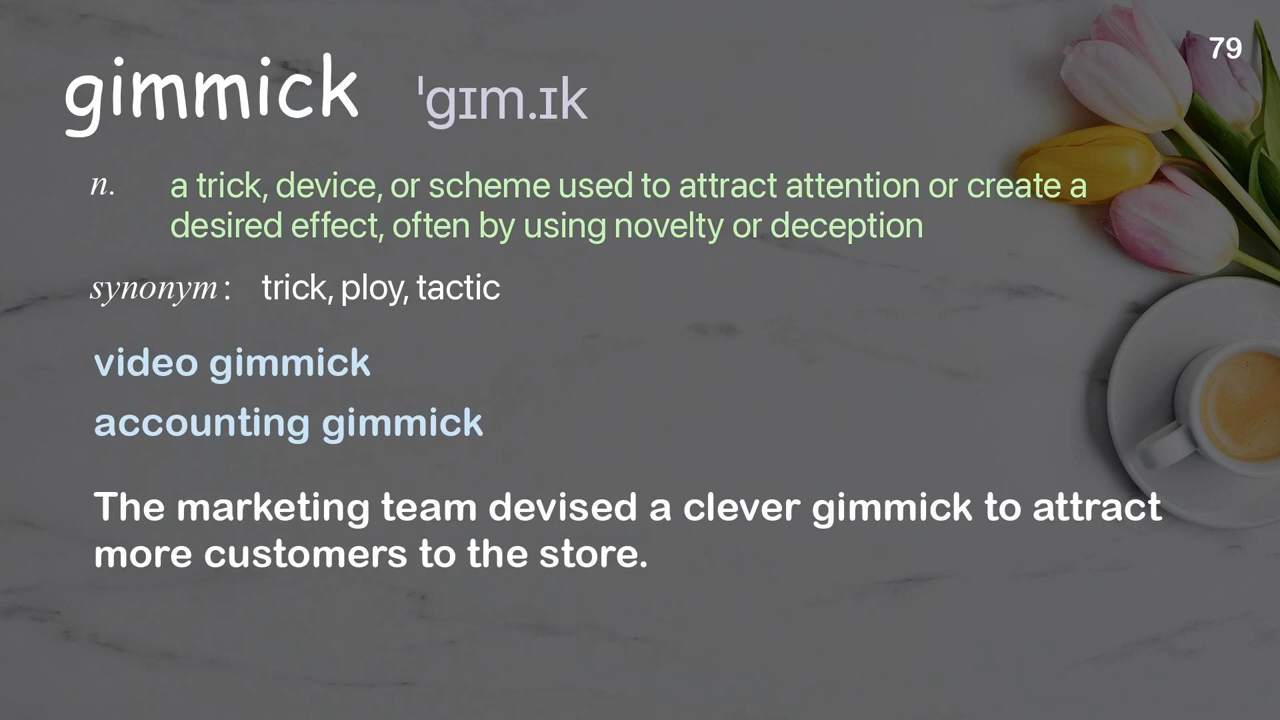 79
gimmick ˈɡɪm.ɪk
n. a trick, device, or scheme used to attract attention or create a
desired effect, often by using novelty or deception
synonym: trick, ploy, tactic
video gimmick
accounting gimmick
The marketing team devised a clever gimmick to attract
more customers to the store.